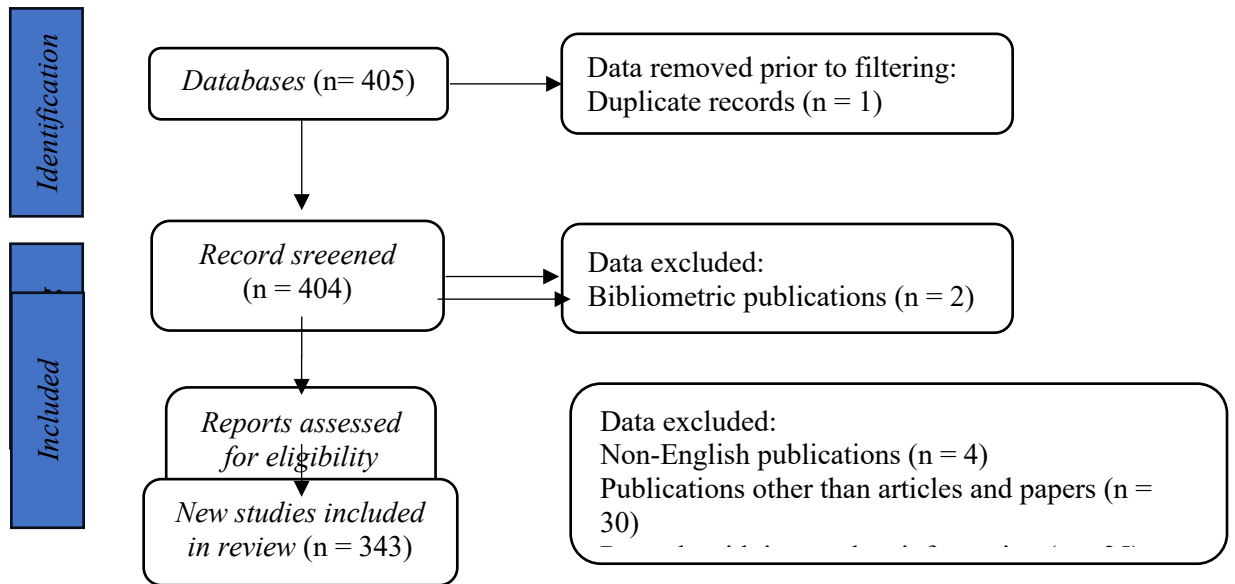 Identification
Databases (n= 405)
Data removed prior to filtering:
Duplicate records (n = 1)
Record sreeened
(n = 404)
Data excluded:
Bibliometric publications (n = 2)
Included
Reports assessed
for eligibility
Data excluded:
Non-English publications (n = 4)
Publications other than articles and papers (n =
30)
New studies included
in review (n = 343)